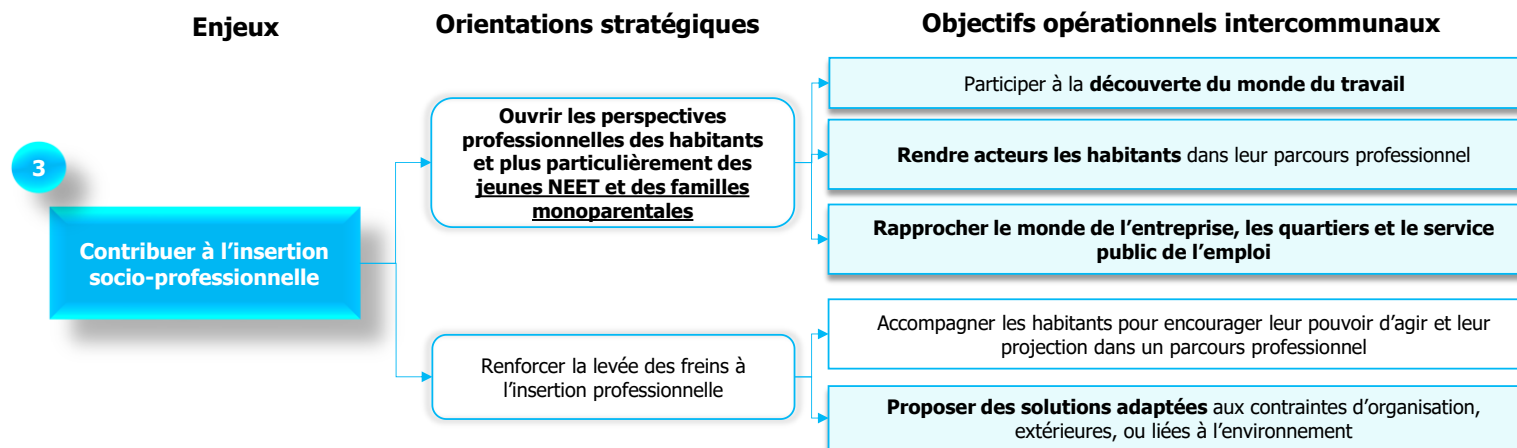 Enjeux
Orientations stratégiques
Objectifs opérationnels intercommunaux
3
Contribuer à l’insertion
socio-professionnelle
Ouvrir les perspectives
professionnelles des habitants
et plus particulièrement des
jeunes NEET et des familles
monoparentales
Participer à la découverte du monde du travail
Rendre acteurs les habitants dans leur parcours professionnel
Rapprocher le monde de l’entreprise, les quartiers et le service
public de l’emploi
Renforcer la levée des freins à
l’insertion professionnelle
Accompagner les habitants pour encourager leur pouvoir d’agir et leur
projection dans un parcours professionnel
Proposer des solutions adaptées aux contraintes d’organisation,
extérieures, ou liées à l’environnement